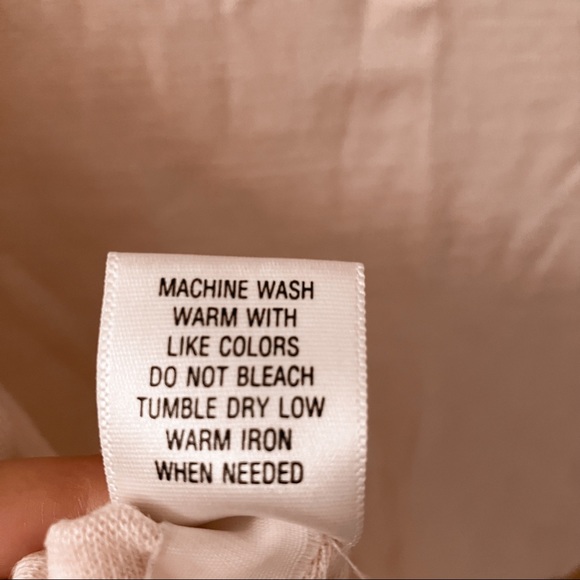 MACHINE WASH
WARM WITH
LIKE COLORS
DO NOT BLEACH
TUMBLE DRY LOW
WARM IRON
WHEN NEEDED